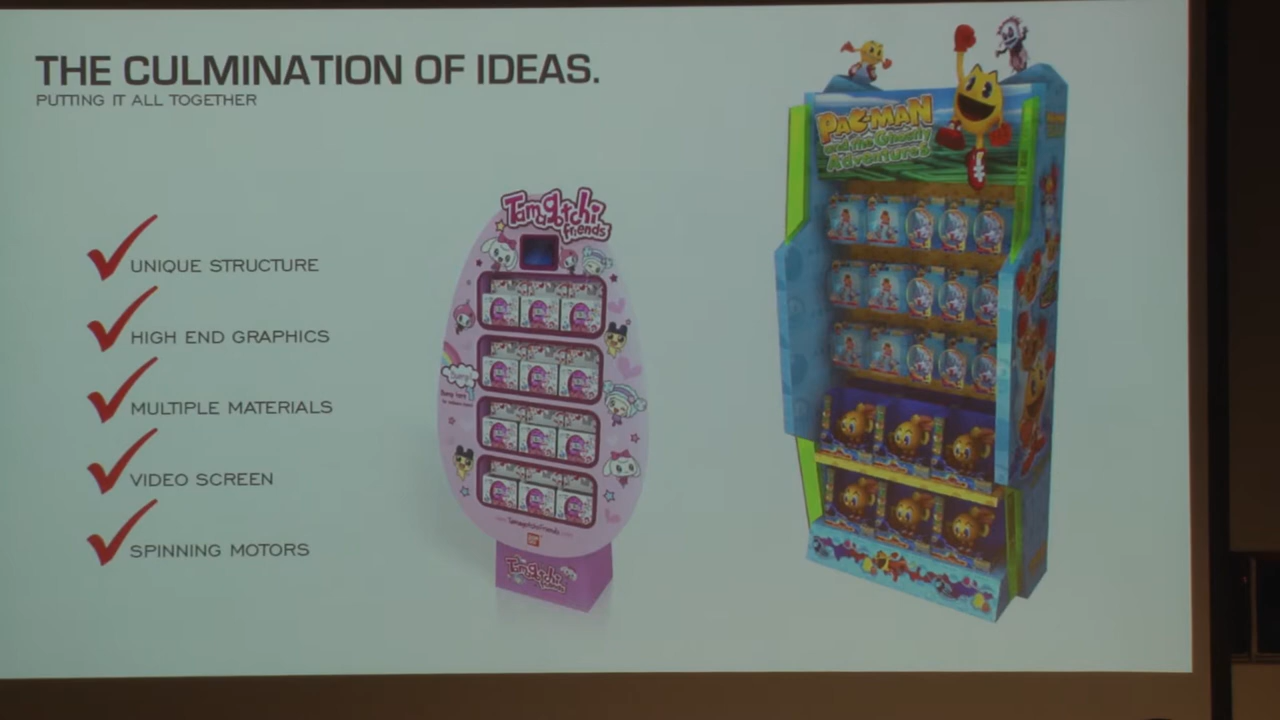 THE CULMINATION OF IDEAS.
PUTTING IT ALL TOGETHER
UNIQUE STRUCTURE
HIGH END GRAPHICS
MULTIPLE MATERIALS
VIDEO SCREEN
SPINNING MOTORS
Tamagotchi
friends
Tamagotchi
PAC-MAN
and the Ghostly
Adventures